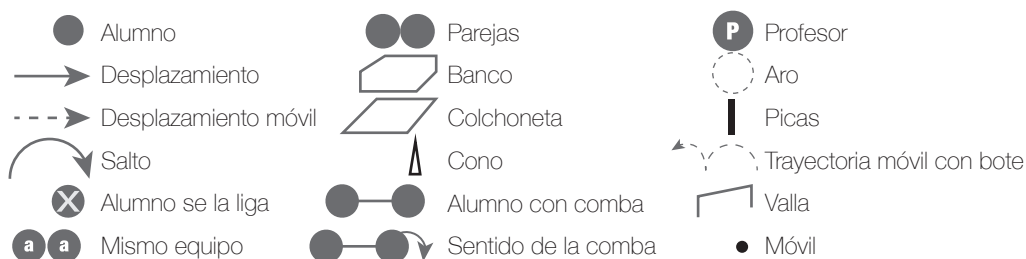 Alumno
Desplazamiento
Desplazamiento móvil
Salto
X Alumno se la liga
a a Mismo equipo
Parejas
Banco
Colchoneta
Cono
Alumno con comba
Sentido de la comba
P Profesor
Aro
Picas
Trayectoria móvil con bote
Valla
Móvil